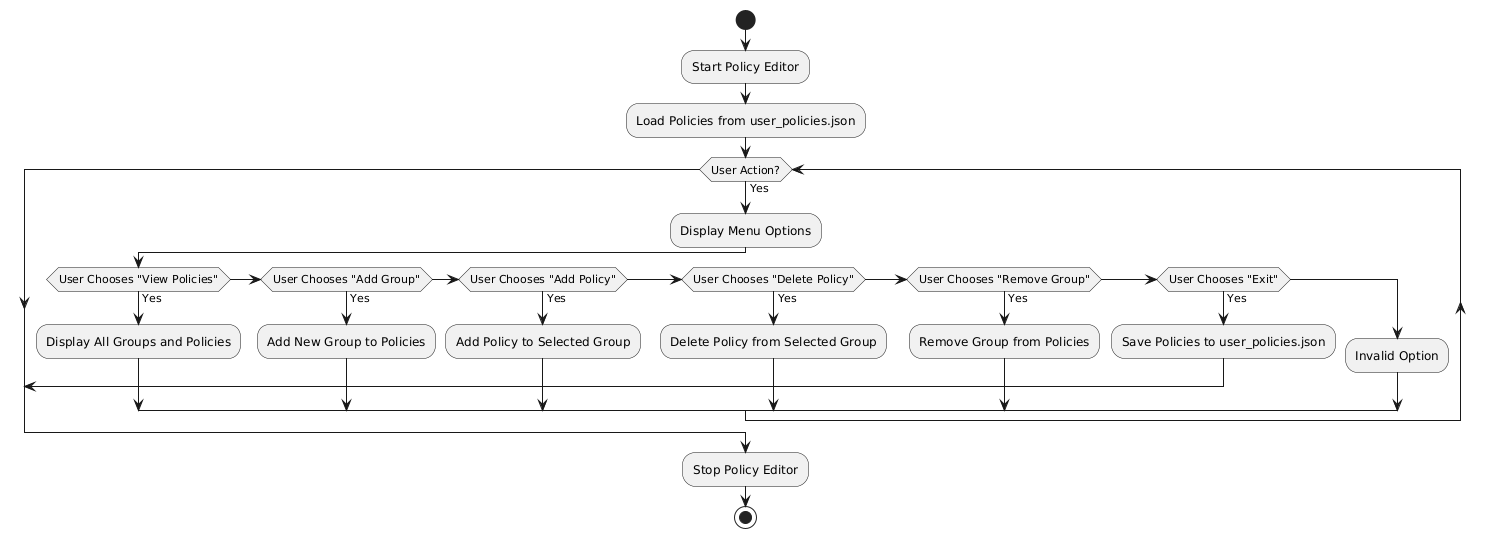 Start Policy Editor
Load Policies from user_policies.json
User Action?
Yes
Display Menu Options
User Chooses "View Policies"
User Chooses "Add Group"
User Chooses "Add Policy"
User Chooses "Delete Policy"
User Chooses "Remove Group"
User Chooses "Exit"
Yes
Yes
Yes
Yes
Yes
Yes
Display All Groups and Policies
Add New Group to Policies
Add Policy to Selected Group
Delete Policy from Selected Group
Remove Group from Policies
Save Policies to user_policies.json
Invalid Option
Stop Policy Editor